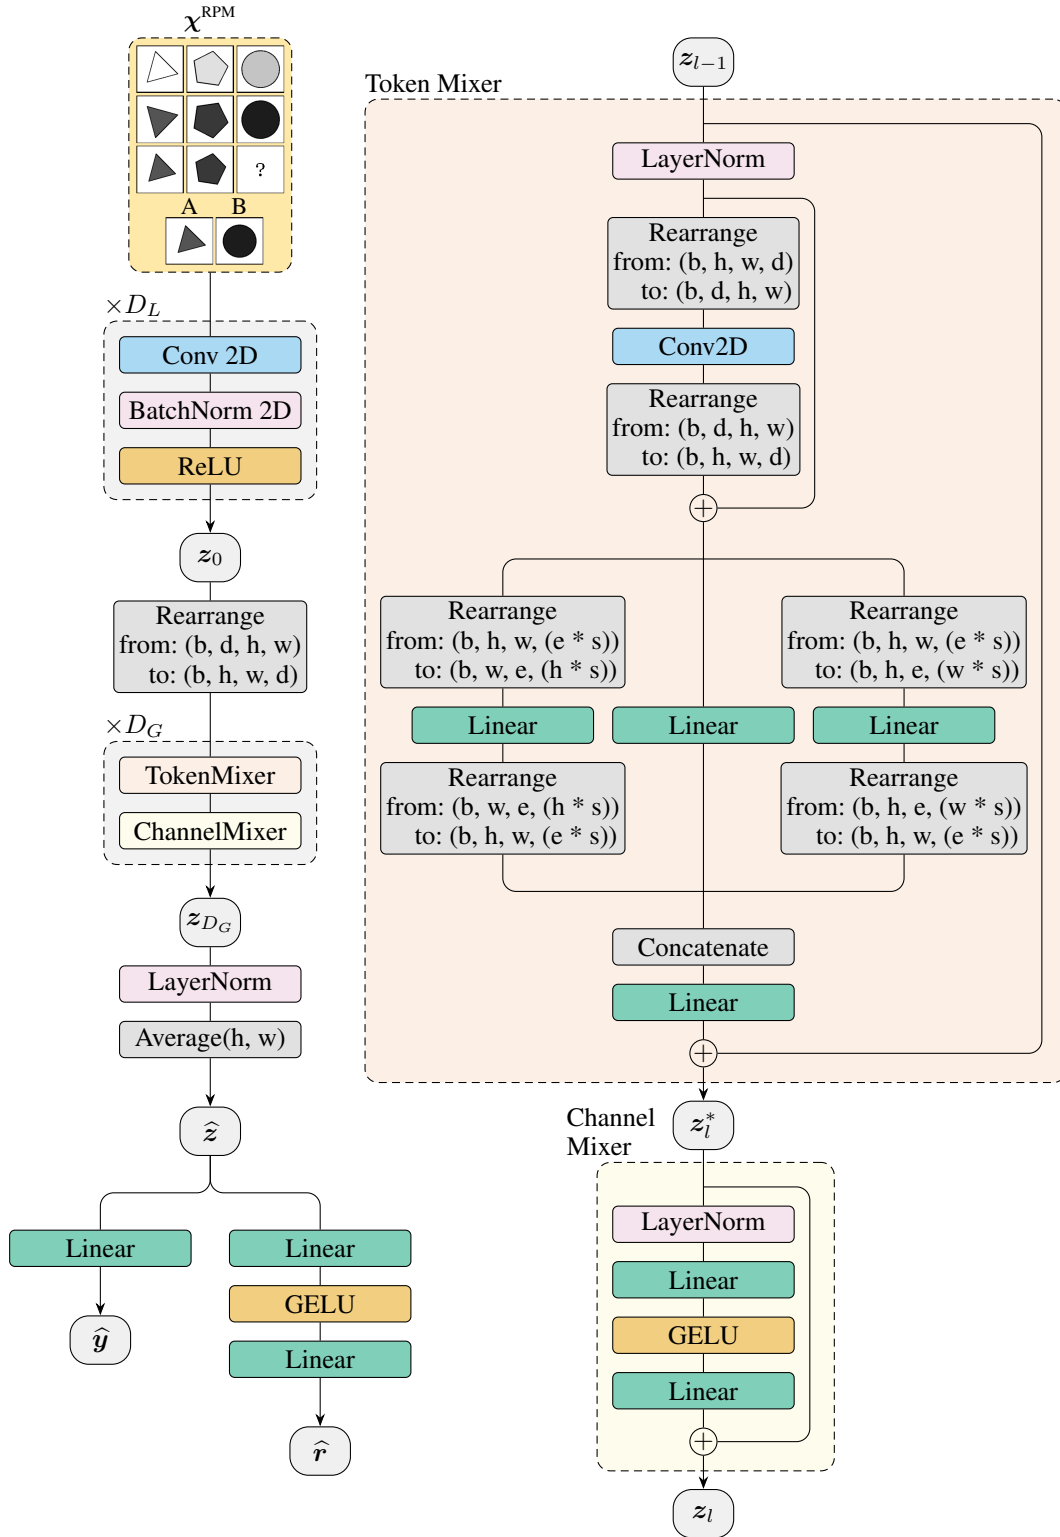 χ^RPM
?
A B
×D_L
Conv 2D
BatchNorm 2D
ReLU
z_0
Rearrange
from: (b, d, h, w)
to: (b, h, w, d)
×D_G
TokenMixer
ChannelMixer
z_{D_G}
LayerNorm
Average(h, w)
ẑ
Linear
ŷ
Linear
GELU
Linear
r̂
z_{l−1}
Token Mixer
LayerNorm
Rearrange
from: (b, h, w, d)
to: (b, d, h, w)
Conv2D
Rearrange
from: (b, d, h, w)
to: (b, h, w, d)
+
Rearrange
from: (b, h, w, (e * s))
to: (b, w, e, (h * s))
Linear
Rearrange
from: (b, w, e, (h * s))
to: (b, h, w, (e * s))
Linear
Rearrange
from: (b, h, w, (e * s))
to: (b, h, e, (w * s))
Linear
Rearrange
from: (b, h, e, (w * s))
to: (b, h, w, (e * s))
Concatenate
Linear
+
z_l^*
Channel
Mixer
LayerNorm
Linear
GELU
Linear
+
z_l